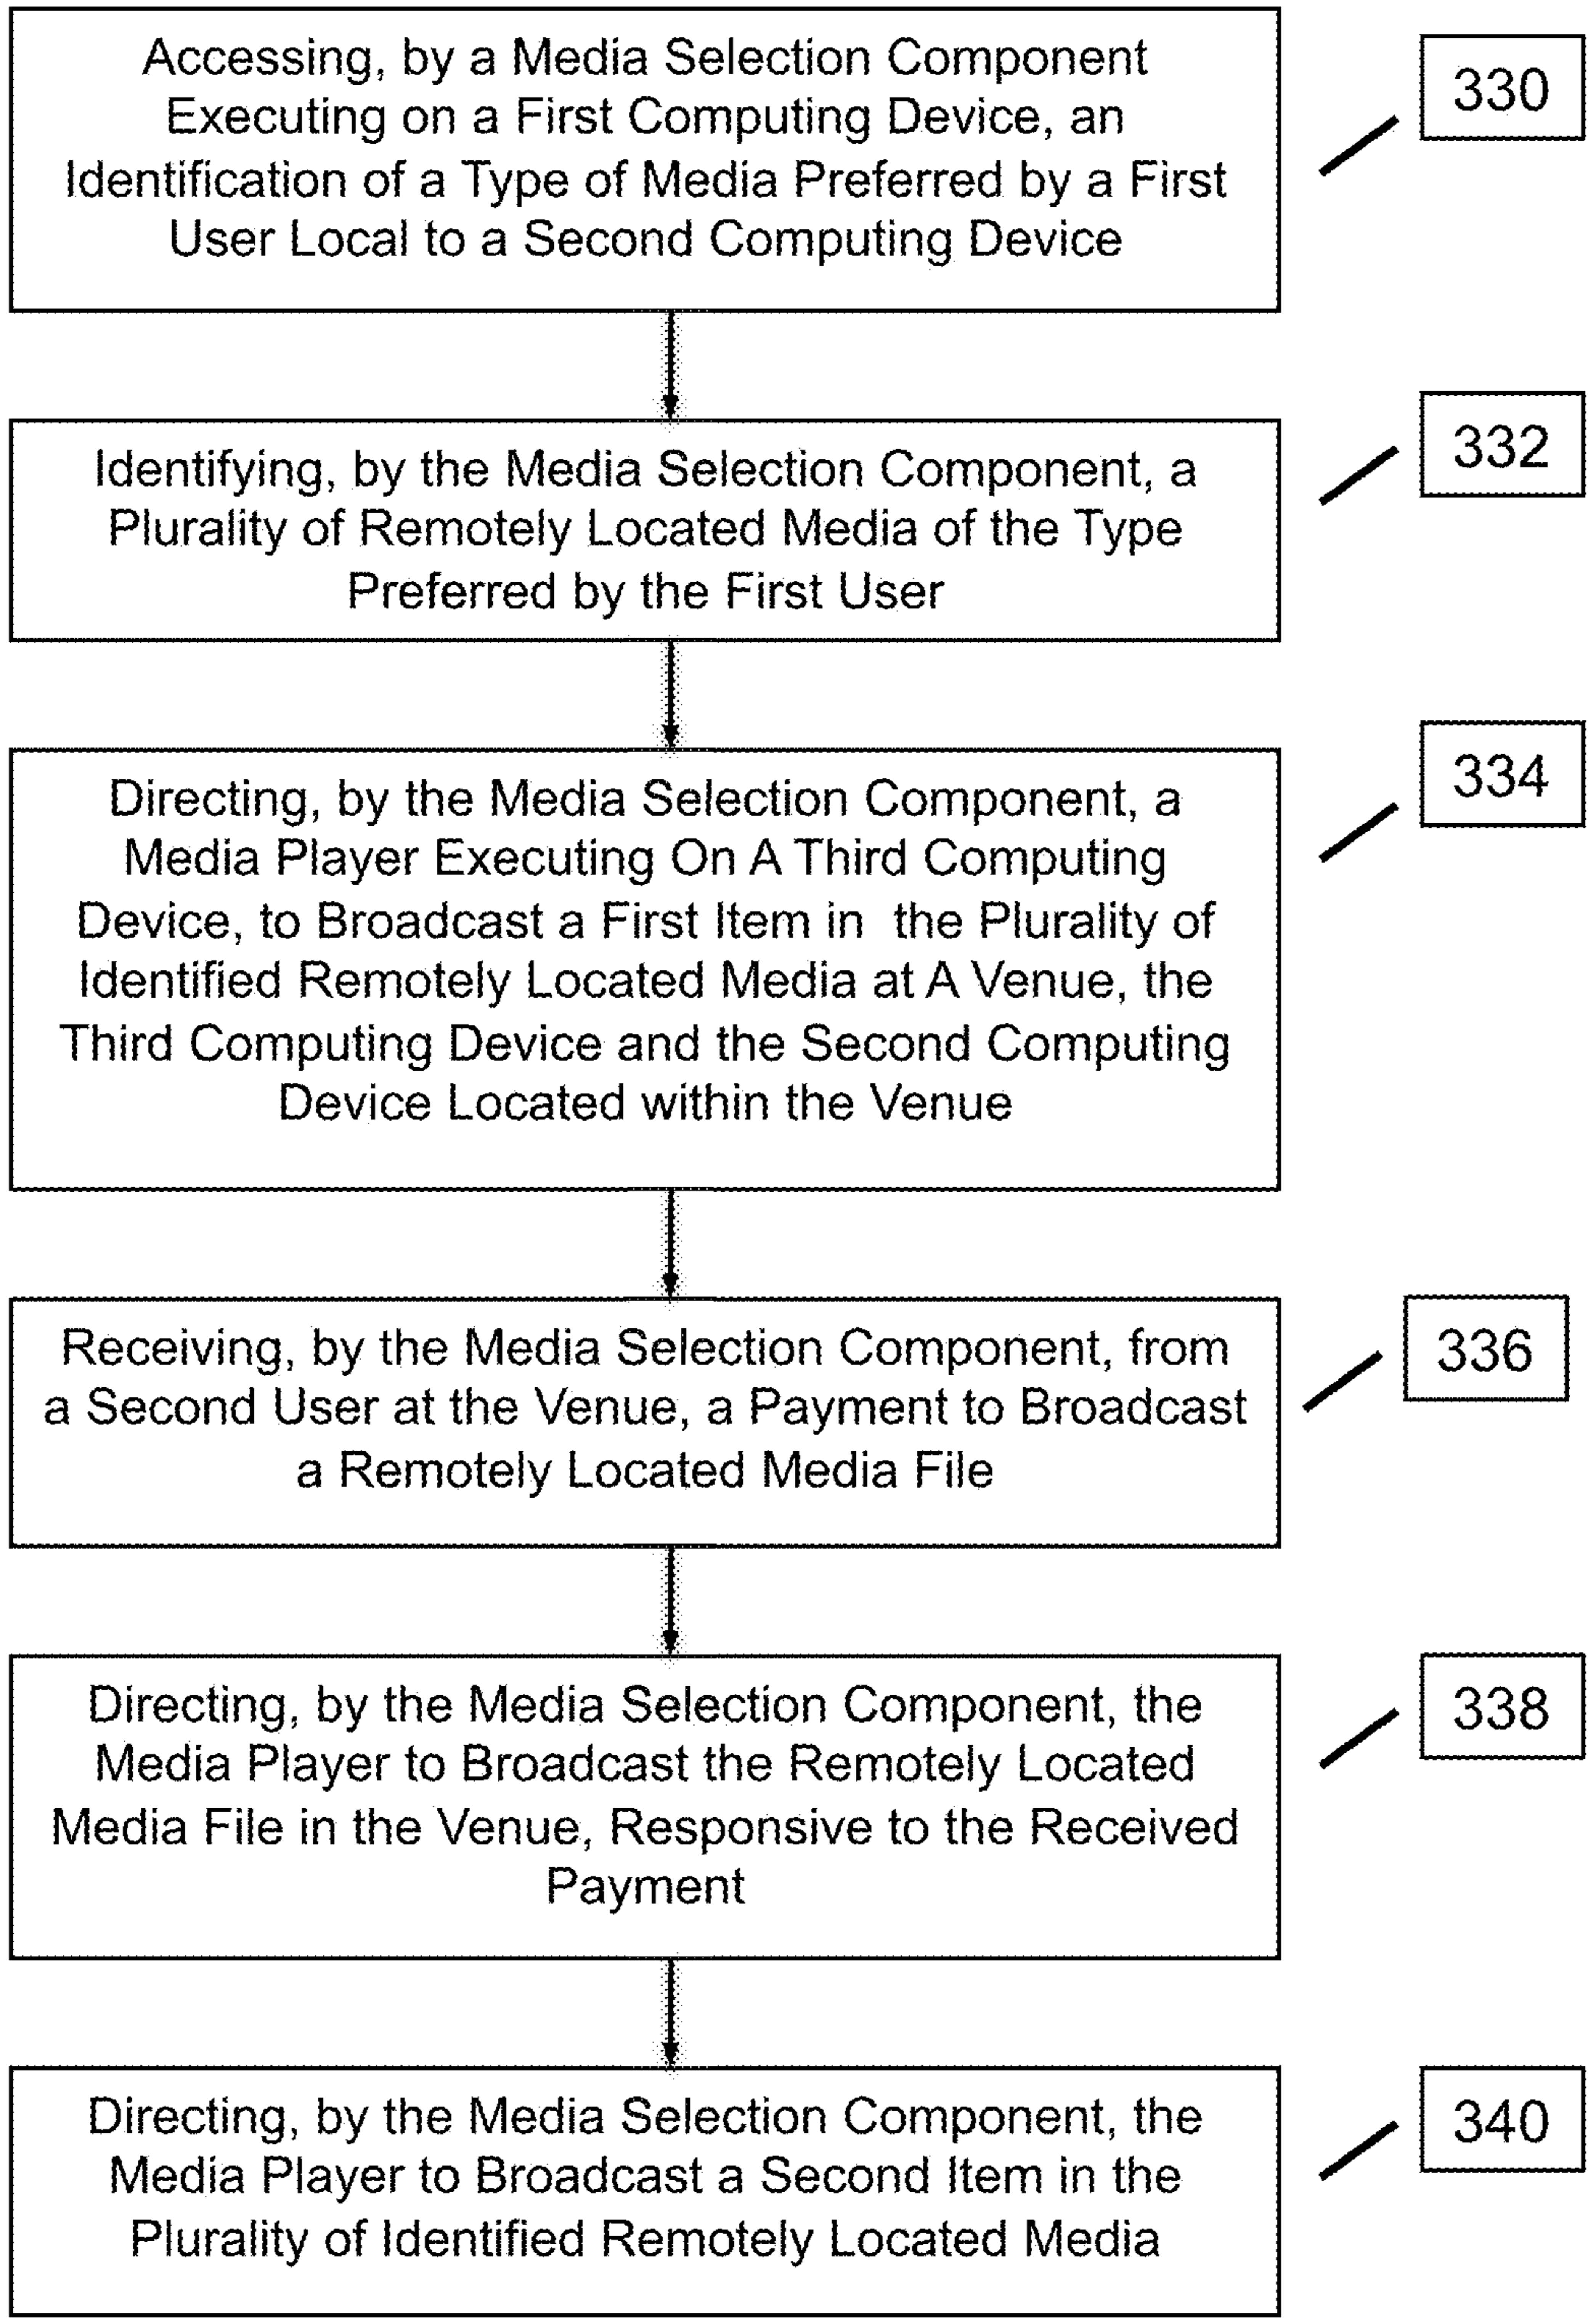 Accessing, by a Media Selection Component
Executing on a First Computing Device, an
Identification of a Type of Media Preferred by a First
User Local to a Second Computing Device
330
Identifying, by the Media Selection Component, a
Plurality of Remotely Located Media of the Type
Preferred by the First User
332
Directing, by the Media Selection Component, a
Media Player Executing On A Third Computing
Device, to Broadcast a First Item in the Plurality of
Identified Remotely Located Media at A Venue, the
Third Computing Device and the Second Computing
Device Located within the Venue
334
Receiving, by the Media Selection Component, from
a Second User at the Venue, a Payment to Broadcast
a Remotely Located Media File
336
Directing, by the Media Selection Component, the
Media Player to Broadcast the Remotely Located
Media File in the Venue, Responsive to the Received
Payment
338
Directing, by the Media Selection Component, the
Media Player to Broadcast a Second Item in the
Plurality of Identified Remotely Located Media
340